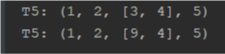 T5: (1, 2, [3, 4], 5)
T5: (1, 2, [9, 4], 5)